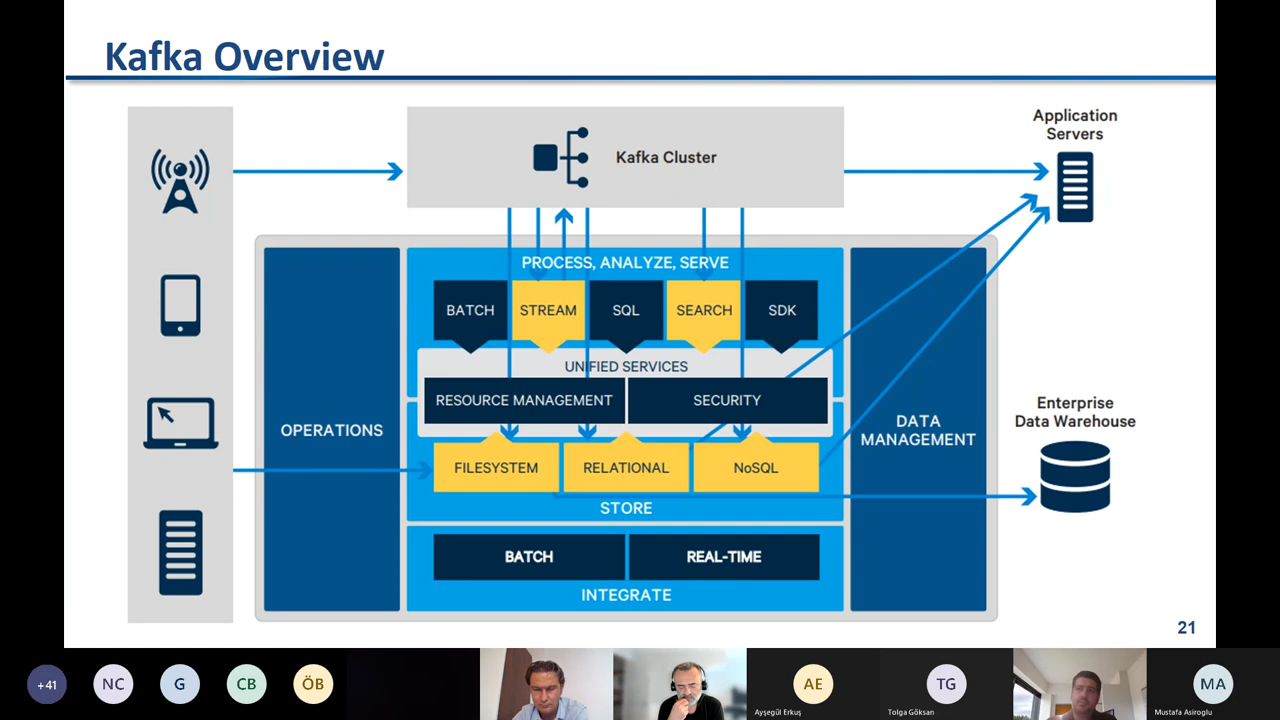 Kafka Overview
Kafka Cluster
Application
Servers
PROCESS, ANALYZE, SERVE
BATCH
STREAM
SQL
SEARCH
SDK
UNIFIED SERVICES
RESOURCE MANAGEMENT
SECURITY
OPERATIONS
DATA
MANAGEMENT
Enterprise
Data Warehouse
FILESYSTEM
RELATIONAL
NoSQL
STORE
BATCH
REAL-TIME
INTEGRATE
21
+41
NC
G
CB
ÖB
AE
Ayşegül Erkuş
TG
Tolga Göksan
MA
Mustafa Asiroglu